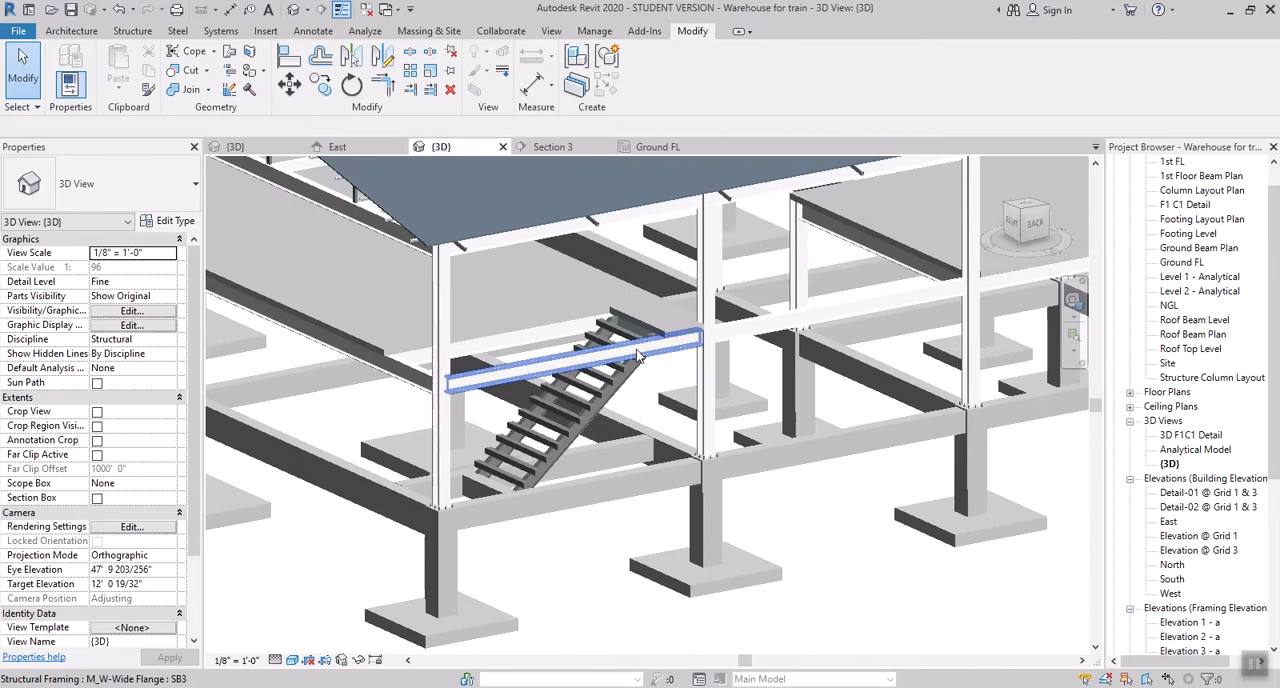 Autodesk Revit 2020 - STUDENT VERSION - Warehouse for train - 3D View: {3D}
Sign In
File Architecture Structure Steel Systems Insert Annotate Analyze Massing & Site Collaborate View Manage Add-Ins Modify
Modify
Properties
Paste
Cope
Cut
Join
Select Properties Clipboard Geometry Modify View Measure Create
Properties
{3D} East {3D} Section 3 Ground FL
Project Browser - Warehouse for tr...
3D View
3D View: {3D} Edit Type
Graphics
View Scale 1/8" = 1'-0"
Scale Value 1: 96
Detail Level Fine
Parts Visibility Show Original
Visibility/Graphic... Edit...
Graphic Display ... Edit...
Discipline Structural
Show Hidden Lines By Discipline
Default Analysis ... None
Sun Path
Extents
Crop View
Crop Region Visi...
Annotation Crop
Far Clip Active
Far Clip Offset 1000' 0"
Scope Box None
Section Box
Camera
Rendering Settings Edit...
Locked Orientation
Projection Mode Orthographic
Eye Elevation 47' 9 203/256"
Target Elevation 12' 0 19/32"
Camera Position Adjusting
Identity Data
View Template <None>
View Name {3D}
Properties help Apply
RIGHT BACK
1st FL
1st Floor Beam Plan
Column Layout Plan
F1 C1 Detail
Footing Layout Plan
Footing Level
Ground Beam Plan
Ground FL
Level 1 - Analytical
Level 2 - Analytical
NGL
Roof Beam Level
Roof Beam Plan
Roof Top Level
Site
Structure Column Layout
Floor Plans
Ceiling Plans
3D Views
3D F1C1 Detail
Analytical Model
{3D}
Elevations (Building Elevation
Detail-01 @ Grid 1 & 3
Detail-02 @ Grid 1 & 3
East
Elevation @ Grid 1
Elevation @ Grid 3
North
South
West
Elevations (Framing Elevation
Elevation 1 - a
Elevation 2 - a
Elevation 3 - a
1/8" = 1'-0"
Structural Framing : M_W-Wide Flange : SB3
:0
Main Model
:0